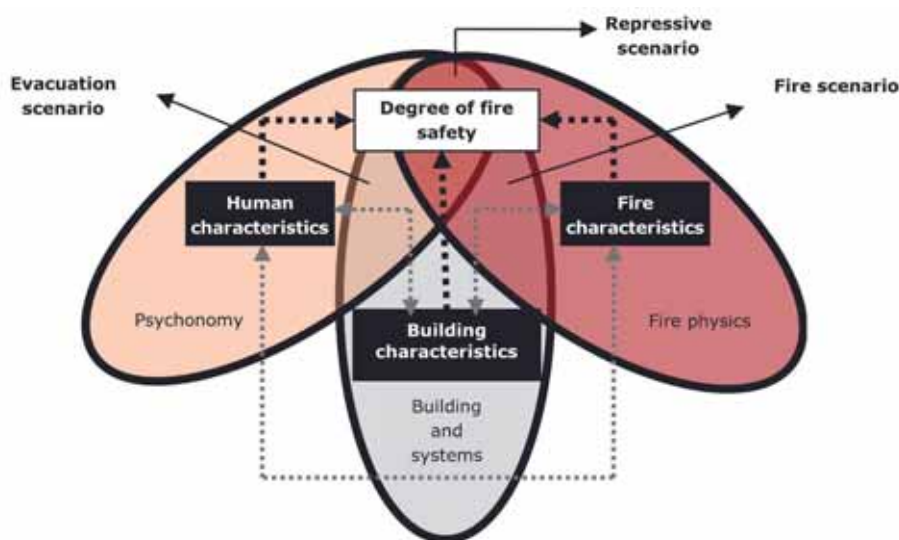 Repressive
scenario
Evacuation
scenario
Fire scenario
Degree of fire
safety
Human
characteristics
Fire
characteristics
Psychonomy
Fire physics
Building
characteristics
Building
and
systems